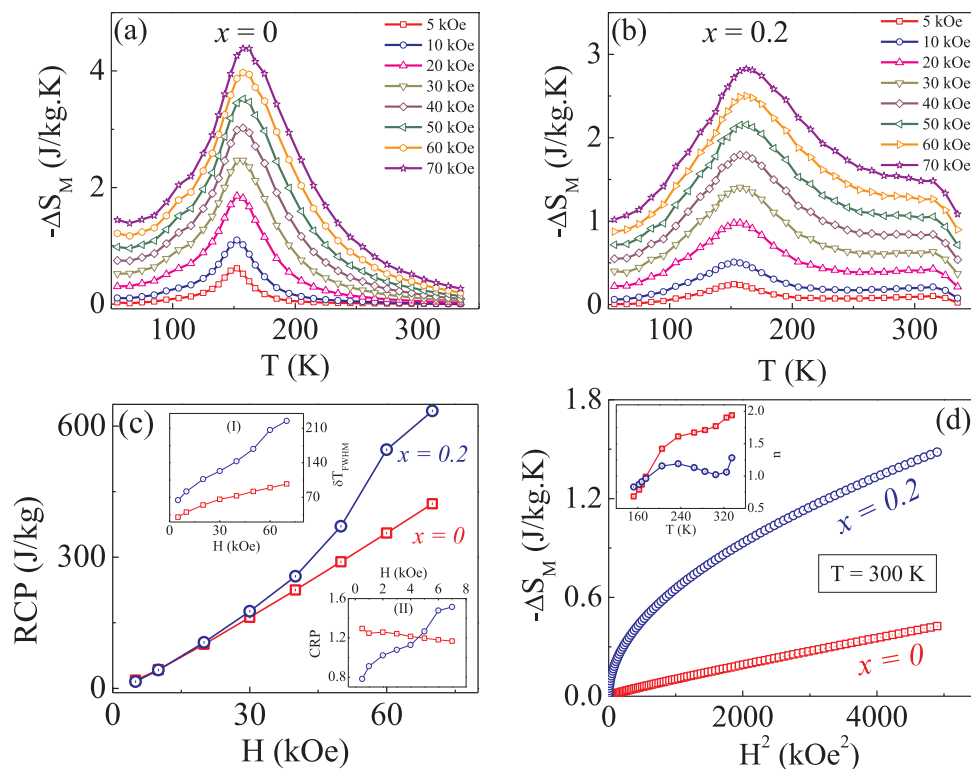 (a) x = 0
5 kOe
10 kOe
20 kOe
30 kOe
40 kOe
50 kOe
60 kOe
70 kOe
4
2
0
-ΔS_M (J/kg.K)
100 200 300
T (K)
(b) x = 0.2
5 kOe
10 kOe
20 kOe
30 kOe
40 kOe
50 kOe
60 kOe
70 kOe
3
2
1
0
-ΔS_M (J/kg.K)
100 200 300
T (K)
(c)
600
300
0
RCP (J/kg)
0 30 60
H (kOe)
x = 0.2
x = 0
(I)
210
140
70
δT_FWHM
0 30 60
H (kOe)
H (kOe)
0 2 4 6
(II)
1.6
1.2
0.8
CRP
(d)
1.8
1.2
0.6
0.0
-ΔS_M (J/kg.K)
0 2000 4000
H² (kOe²)
x = 0.2
x = 0
T = 300 K
2.0
1.5
1.0
0.5
n
160 240 320
T (K)